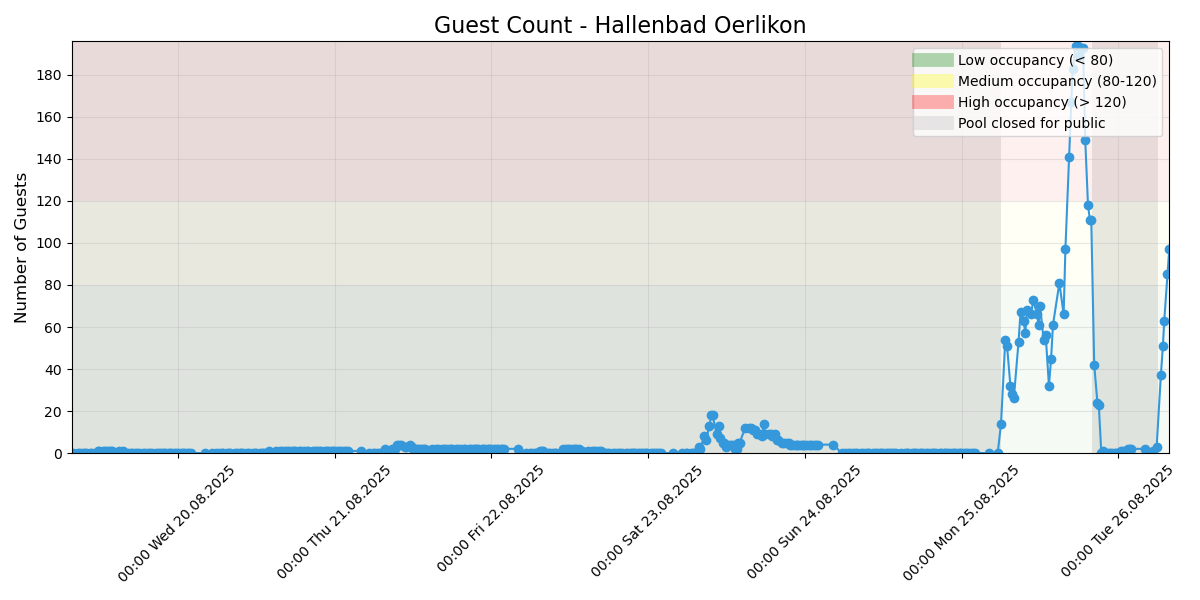 Guest Count - Hallenbad Oerlikon
Number of Guests
180
160
140
120
100
80
60
40
20
0
Low occupancy (< 80)
Medium occupancy (80-120)
High occupancy (> 120)
Pool closed for public
00:00 Wed 20.08.2025
00:00 Thu 21.08.2025
00:00 Fri 22.08.2025
00:00 Sat 23.08.2025
00:00 Sun 24.08.2025
00:00 Mon 25.08.2025
00:00 Tue 26.08.2025